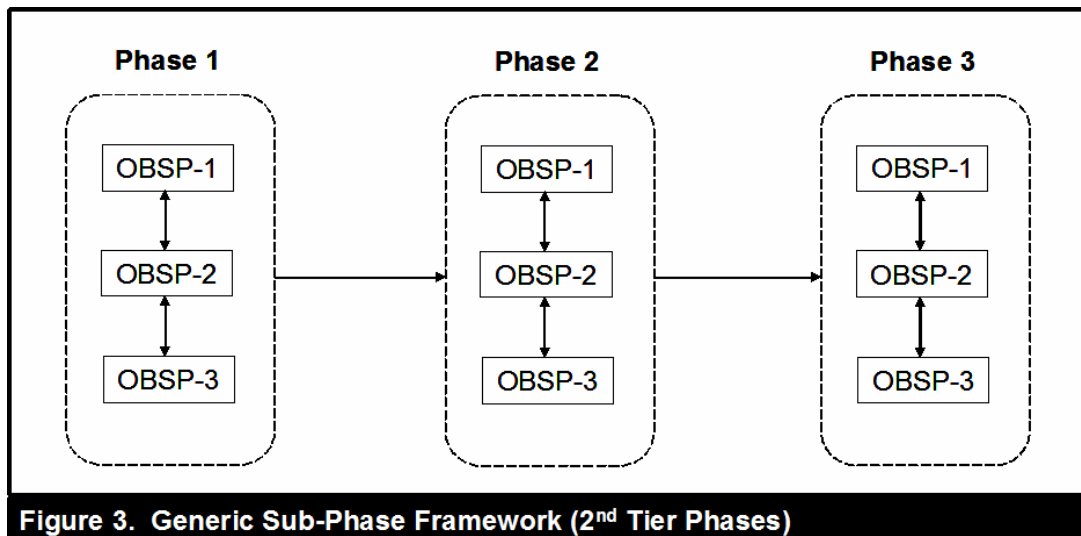 Phase 1 Phase 2 Phase 3
OBSP-1 OBSP-1 OBSP-1
OBSP-2 OBSP-2 OBSP-2
OBSP-3 OBSP-3 OBSP-3
Figure 3. Generic Sub-Phase Framework (2nd Tier Phases)